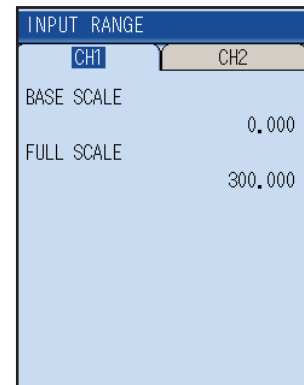 INPUT RANGE
CH1 CH2
BASE SCALE
0.000
FULL SCALE
300.000